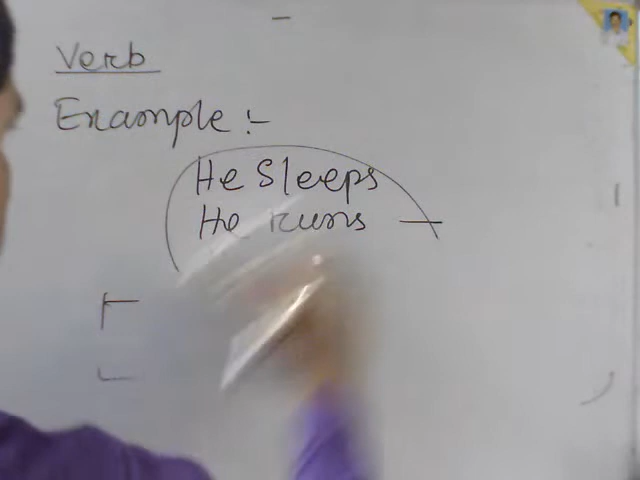 Verb
Example :-
He Sleeps
He Runs —